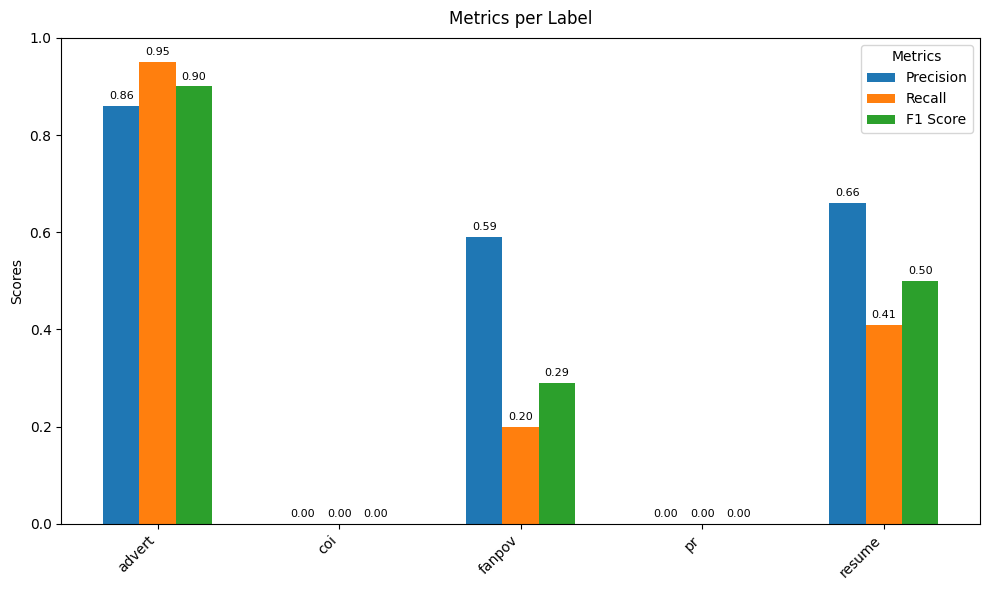 Metrics per Label
Metrics
Precision
Recall
F1 Score
Scores
1.0
0.8
0.6
0.4
0.2
0.0
0.86
0.95
0.90
0.00 0.00 0.00
0.59
0.20
0.29
0.00 0.00 0.00
0.66
0.41
0.50
advert
coi
fanpov
pr
resume